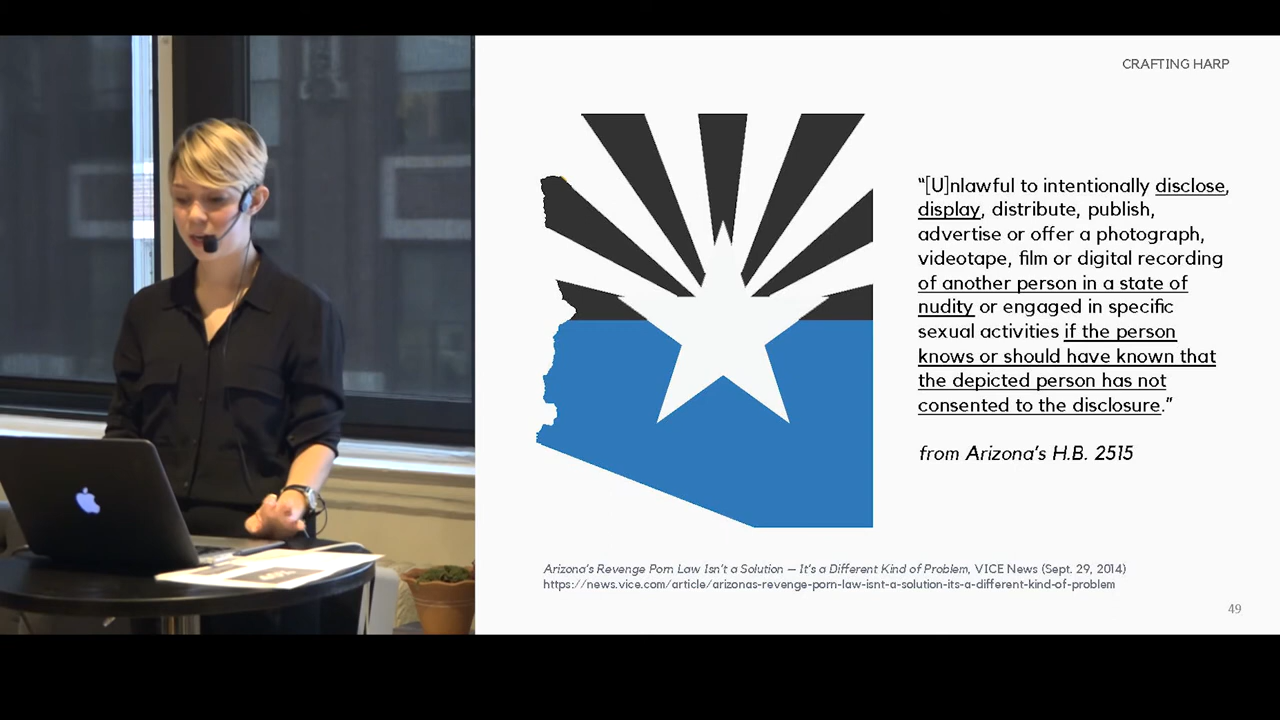 CRAFTING HARP
“[U]nlawful to intentionally disclose,
display, distribute, publish,
advertise or offer a photograph,
videotape, film or digital recording
of another person in a state of
nudity or engaged in specific
sexual activities if the person
knows or should have known that
the depicted person has not
consented to the disclosure.”
from Arizona’s H.B. 2515
Arizona’s Revenge Porn Law Isn’t a Solution — It’s a Different Kind of Problem, VICE News (Sept. 29, 2014)
https://news.vice.com/article/arizonas-revenge-porn-law-isnt-a-solution-its-a-different-kind-of-problem
49